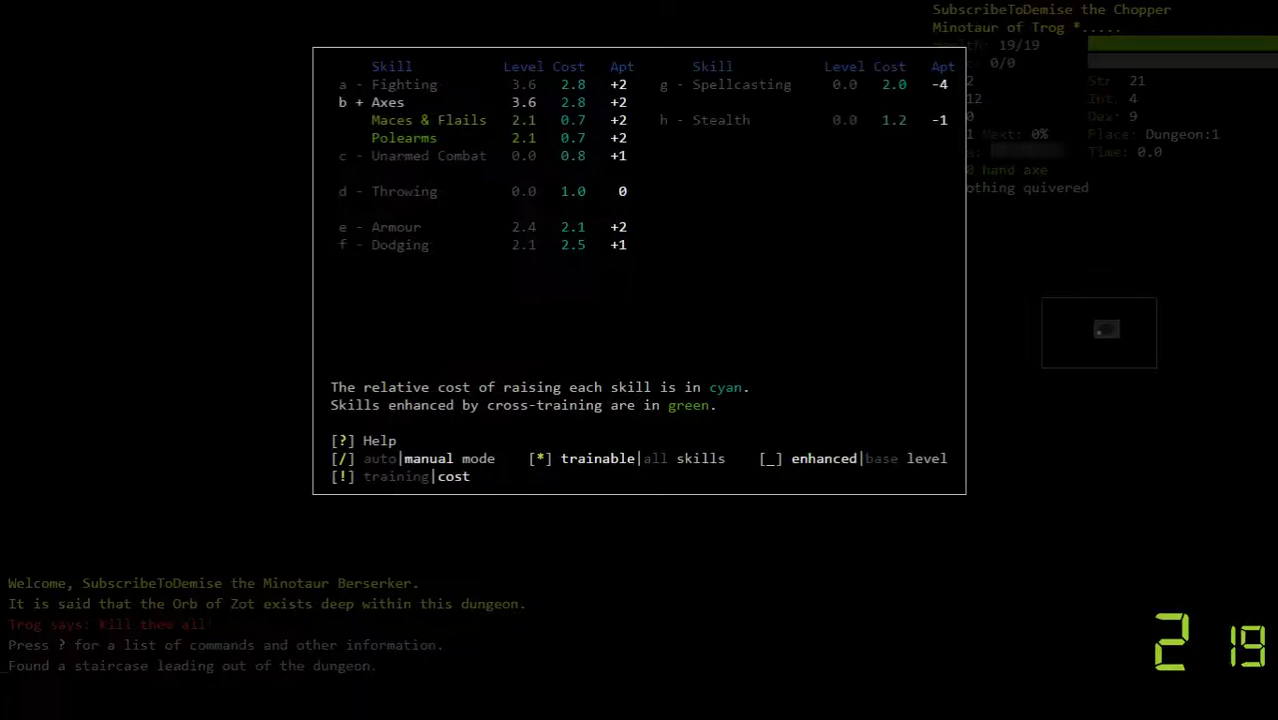 SubscribeToDemise the Chopper
Minotaur of Trog *.....
19/19
0/0
Str 21
Int. 4
Dex: 9
Next: 0% Place: Dungeon:1
Time: 0.0
hand axe
othing quivered
Skill Level Cost Apt Skill Level Cost Apt
a - Fighting 3.6 2.8 +2 g - Spellcasting 0.0 2.0 -4
b + Axes 3.6 2.8 +2
Maces & Flails 2.1 0.7 +2 h - Stealth 0.0 1.2 -1
Polearms 2.1 0.7 +2
c - Unarmed Combat 0.0 0.8 +1
d - Throwing 0.0 1.0 0
e - Armour 2.4 2.1 +2
f - Dodging 2.1 2.5 +1
The relative cost of raising each skill is in cyan.
Skills enhanced by cross-training are in green.
[?] Help
[/] auto|manual mode [*] trainable|all skills [_] enhanced|base level
[!] training|cost
Welcome, SubscribeToDemise the Minotaur Berserker.
It is said that the Orb of Zot exists deep within this dungeon.
Trog says: Kill them all
Press ? for a list of commands and other information.
_Found a staircase leading out of the dungeon.
2 19